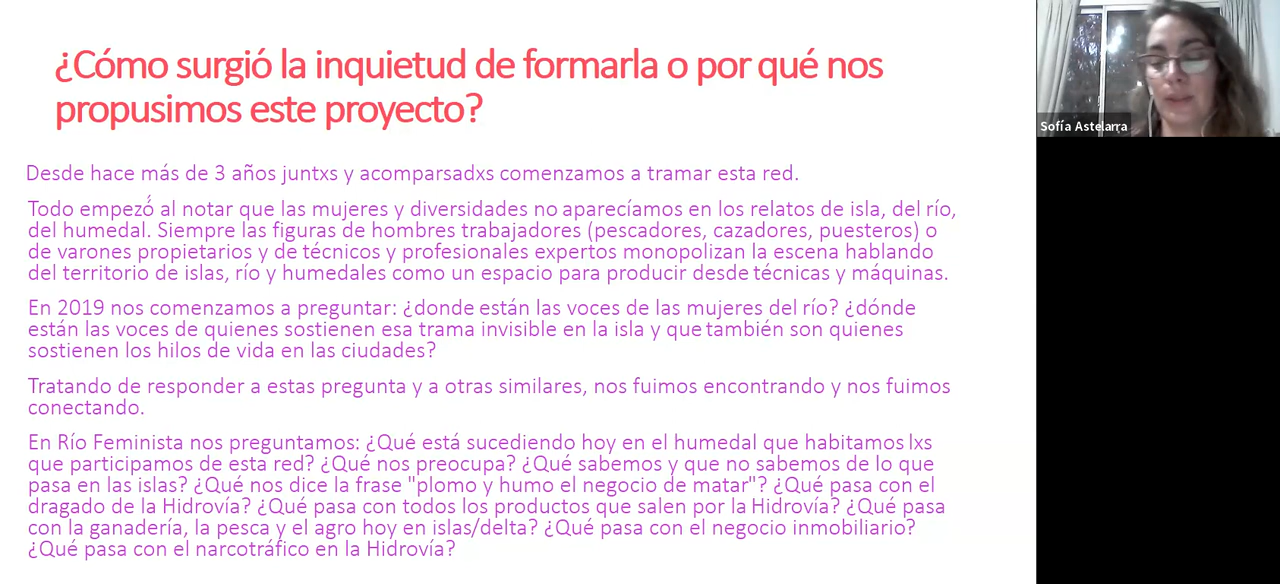 ¿Cómo surgió la inquietud de formarla o por qué nos
propusimos este proyecto?
Desde hace más de 3 años juntxs y acomparsadxs comenzamos a tramar esta red.
Todo empezó al notar que las mujeres y diversidades no aparecíamos en los relatos de isla, del río,
del humedal. Siempre las figuras de hombres trabajadores (pescadores, cazadores, puesteros) o
de varones propietarios y de técnicos y profesionales expertos monopolizan la escena hablando
del territorio de islas, río y humedales como un espacio para producir desde técnicas y máquinas.
En 2019 nos comenzamos a preguntar: ¿donde están las voces de las mujeres del río? ¿dónde
están las voces de quienes sostienen esa trama invisible en la isla y que también son quienes
sostienen los hilos de vida en las ciudades?
Tratando de responder a estas pregunta y a otras similares, nos fuimos encontrando y nos fuimos
conectando.
En Río Feminista nos preguntamos: ¿Qué está sucediendo hoy en el humedal que habitamos lxs
que participamos de esta red? ¿Qué nos preocupa? ¿Qué sabemos y que no sabemos de lo que
pasa en las islas? ¿Qué nos dice la frase "plomo y humo el negocio de matar"? ¿Qué pasa con el
dragado de la Hidrovía? ¿Qué pasa con todos los productos que salen por la Hidrovía? ¿Qué pasa
con la ganadería, la pesca y el agro hoy en islas/delta? ¿Qué pasa con el negocio inmobiliario?
¿Qué pasa con el narcotráfico en la Hidrovía?
Sofía Astelarra